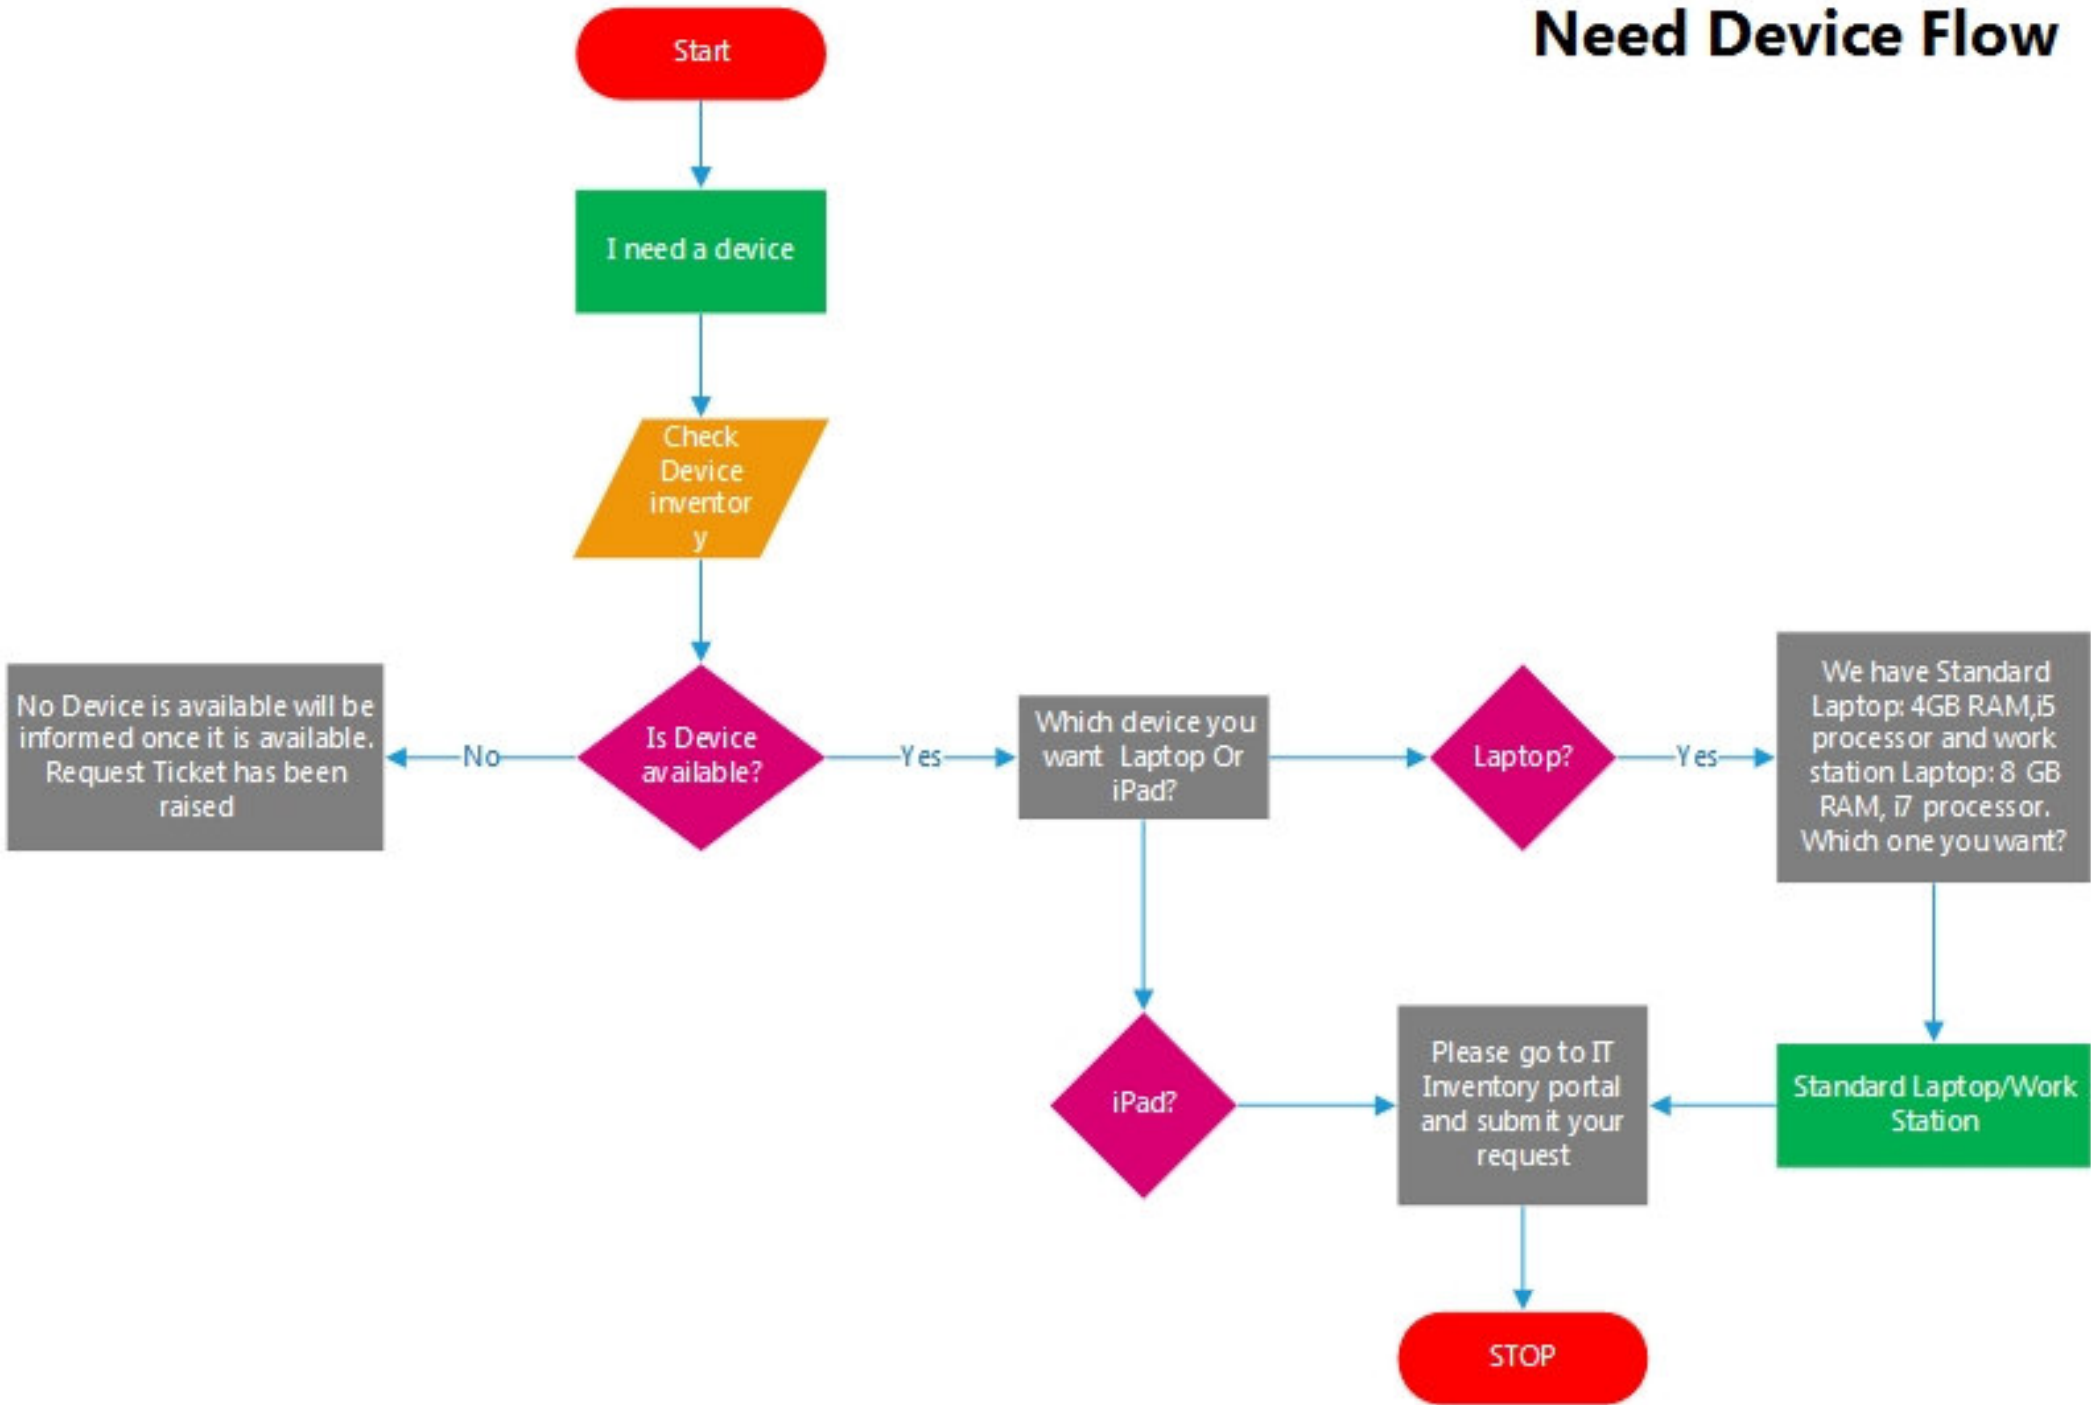 Need Device Flow
Start
I need a device
Check
Device
inventor
y
No Device is available will be
informed once it is available.
Request Ticket has been
raised
No
Is Device
available?
Yes
Which device you
want Laptop Or
iPad?
Laptop?
Yes
We have Standard
Laptop: 4GB RAM,i5
processor and work
station Laptop: 8 GB
RAM, i7 processor.
Which one you want?
iPad?
Please go to IT
Inventory portal
and submit your
request
Standard Laptop/Work
Station
STOP